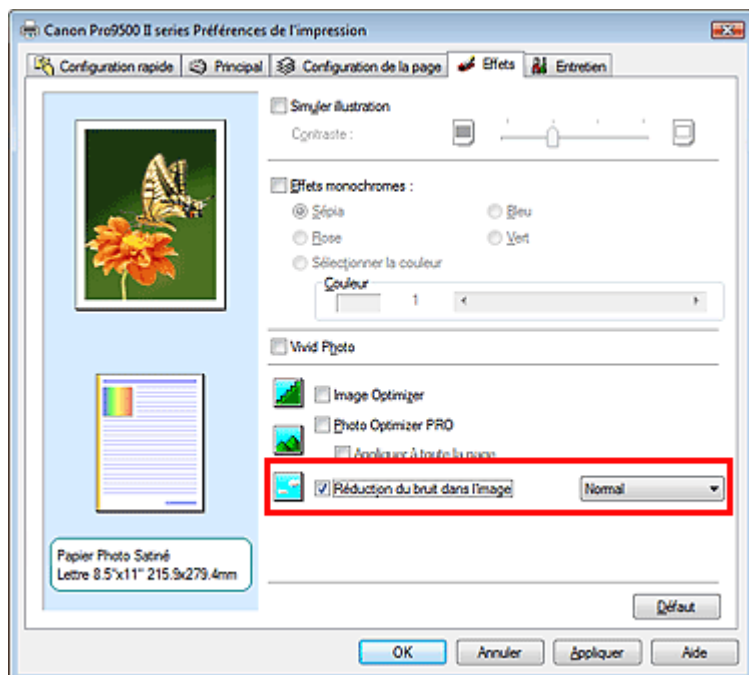 Canon Pro9500 II series Préférences de l'impression
Configuration rapide Principal Configuration de la page Effets Entretien
Simuler illustration
Contraste :
Effets monochromes :
Sépia Bleu
Rose Vert
Sélectionner la couleur
Couleur
1
Vivid Photo
Image Optimizer
Photo Optimizer PRO
Appliquer à toute la page
Réduction du bruit dans l'image Normal
Papier Photo Satiné
Lettre 8.5"x11" 215.9x279.4mm
Défaut
OK Annuler Appliquer Aide